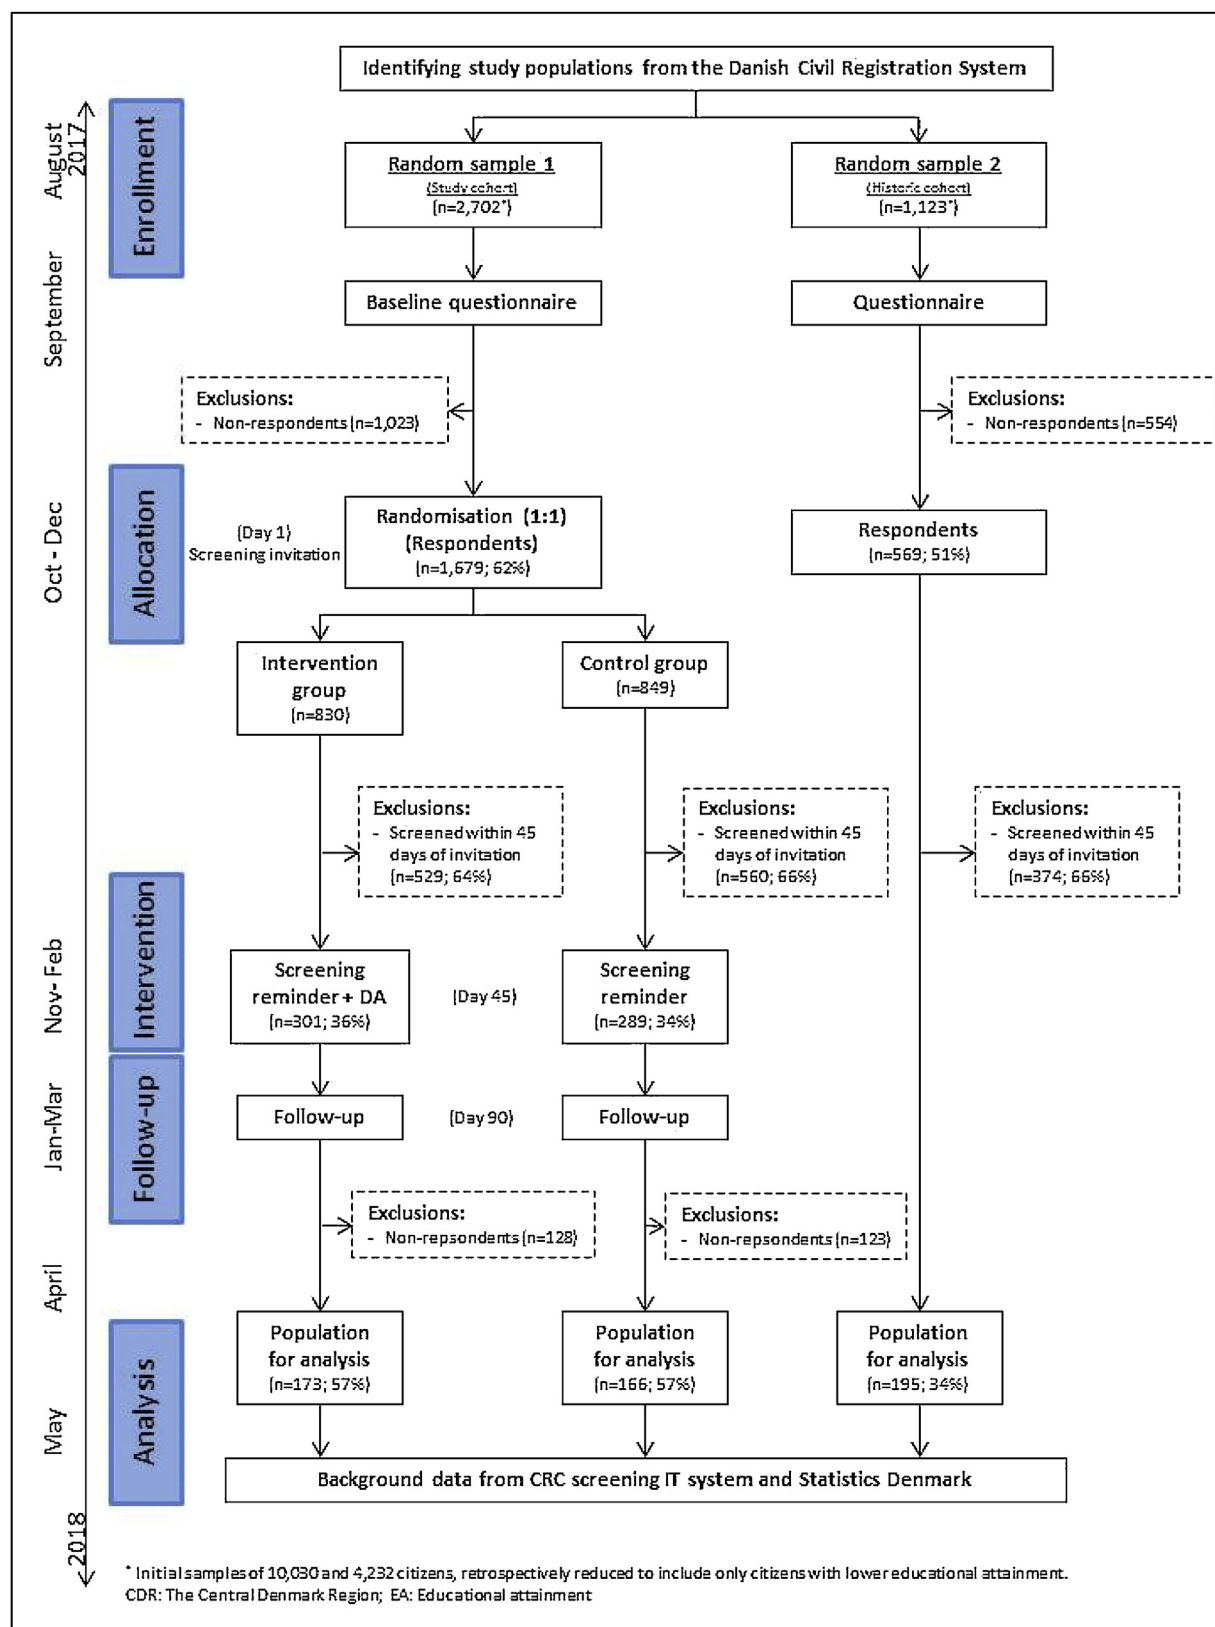 Identifying study populations from the Danish Civil Registration System
August
2017
Enrollment
Random sample 1
(Study cohort)
(n=2,702*)
Random sample 2
(Historic cohort)
(n=1,123*)
September
Baseline questionnaire
Questionnaire
Exclusions:
- Non-respondents (n=1,023)
Exclusions:
- Non-respondents (n=554)
Oct - Dec
Allocation
(Day 1)
Screening invitation
Randomisation (1:1)
(Respondents)
(n=1,679; 62%)
Respondents
(n=569; 51%)
Intervention
group
(n=830)
Control group
(n=849)
Exclusions:
- Screened within 45
days of invitation
(n=529; 64%)
Exclusions:
- Screened within 45
days of invitation
(n=560; 66%)
Exclusions:
- Screened within 45
days of invitation
(n=374; 66%)
Nov- Feb
Intervention
Screening
reminder + DA
(n=301; 36%)
(Day 45)
Screening
reminder
(n=289; 34%)
Jan-Mar
Follow-up
Follow-up
(Day 90)
Follow-up
Exclusions:
- Non-repsondents (n=128)
Exclusions:
- Non-repsondents (n=123)
April
May
Analysis
Population
for analysis
(n=173; 57%)
Population
for analysis
(n=166; 57%)
Population
for analysis
(n=195; 34%)
Background data from CRC screening IT system and Statistics Denmark
2018
* Initial samples of 10,030 and 4,232 citizens, retrospectively reduced to include only citizens with lower educational attainment.
CDR: The Central Denmark Region; EA: Educational attainment